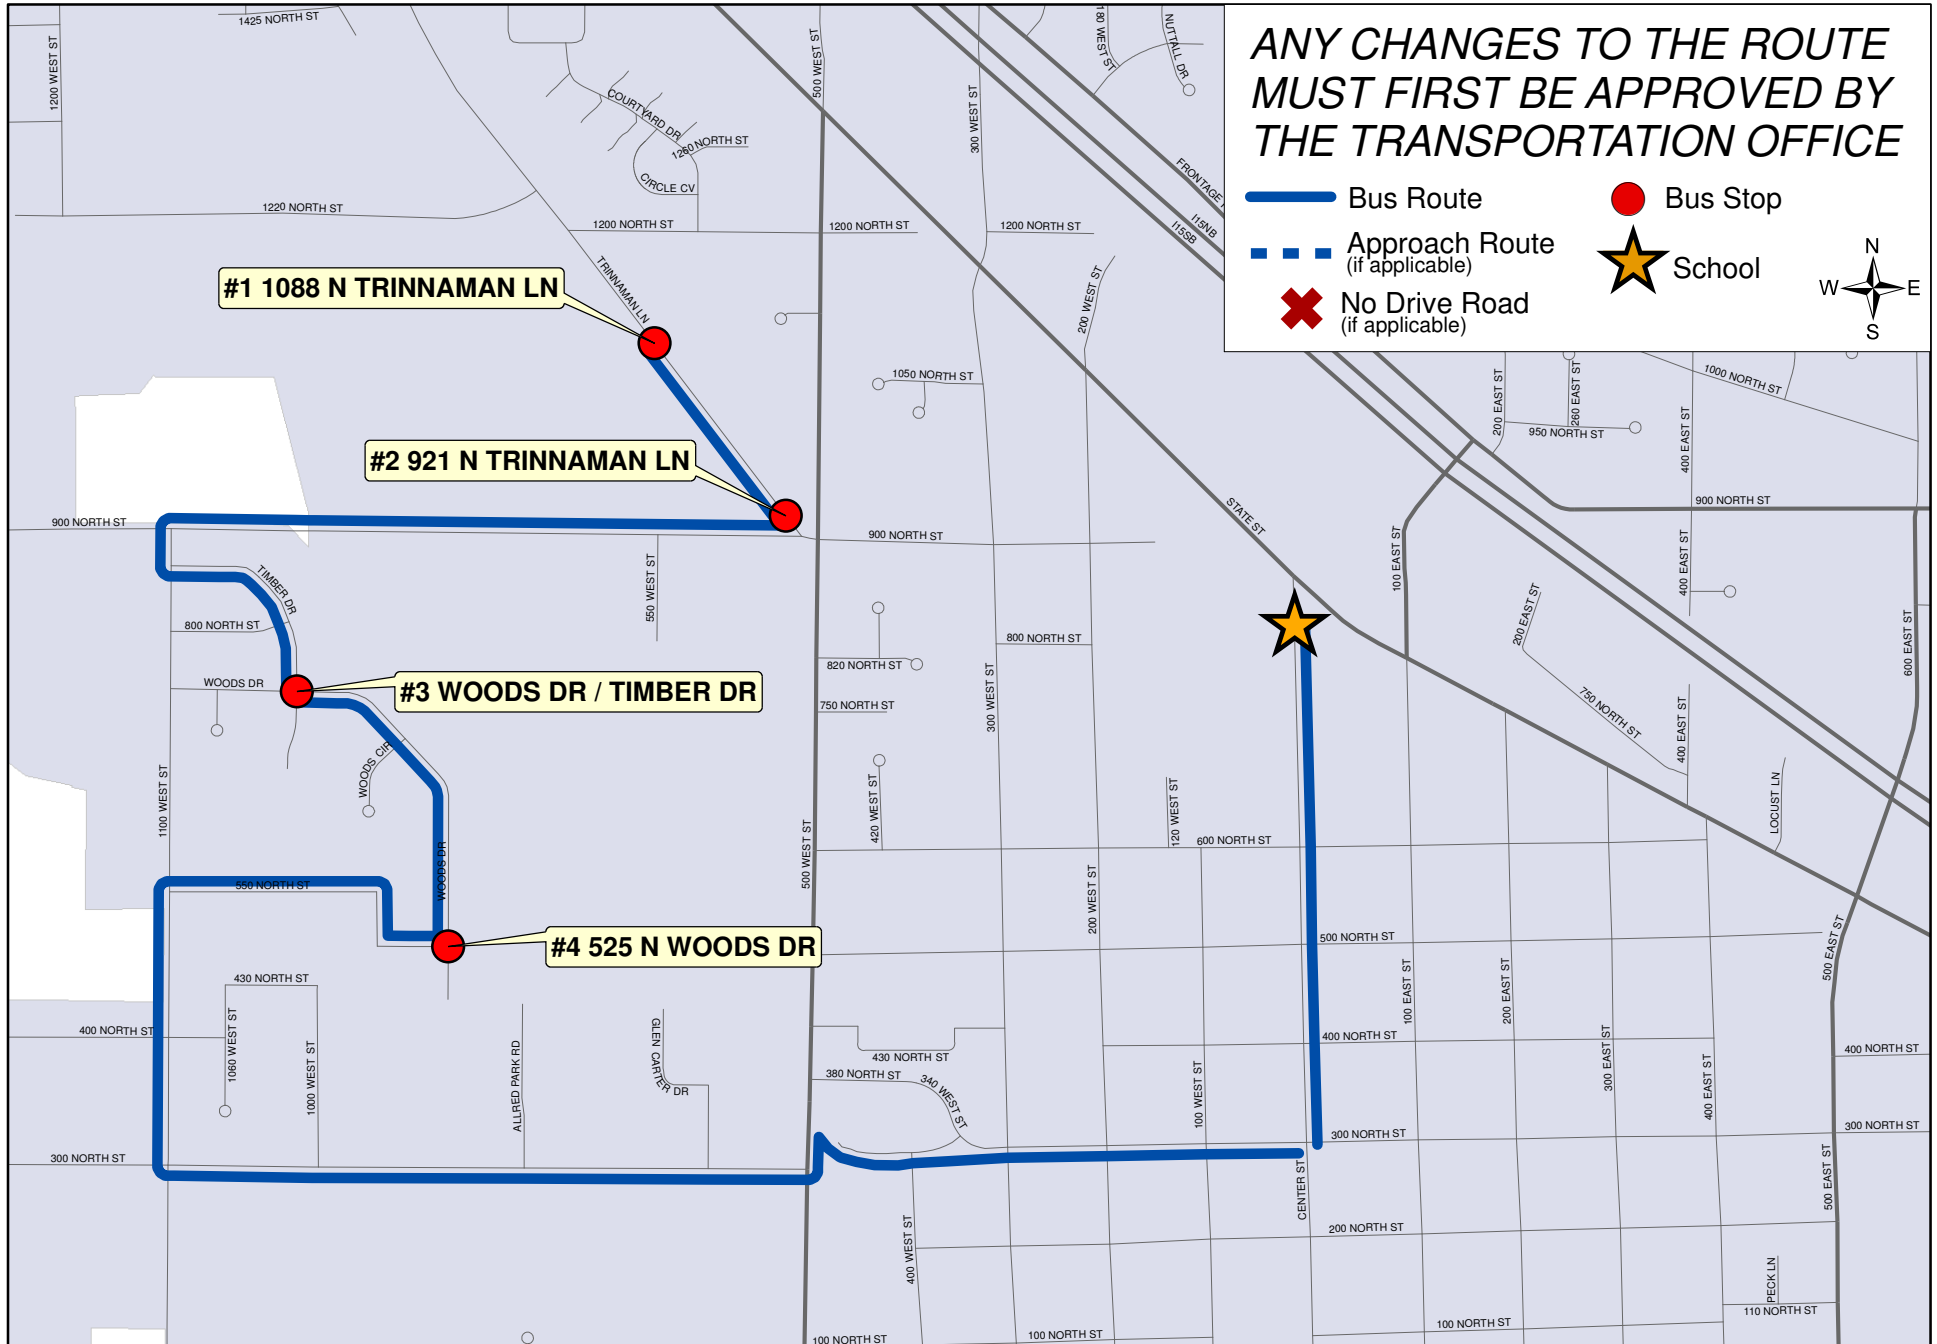 ANY CHANGES TO THE ROUTE
MUST FIRST BE APPROVED BY
THE TRANSPORTATION OFFICE
Bus Route
Bus Stop
Approach Route
(if applicable)
School
No Drive Road
(if applicable)
N
W
E
S
1425 NORTH ST
1200 WEST ST
500 WEST ST
300 WEST ST
180 WEST ST
NUTTALL DR
COURTYARD DR
1260 NORTH ST
CIRCLE CV
FRONTAGE
I15NB
I15SB
1220 NORTH ST
1200 NORTH ST
1200 NORTH ST
1200 NORTH ST
TRINNAMAN LN
200 WEST ST
#1 1088 N TRINNAMAN LN
1050 NORTH ST
200 EAST ST
260 EAST ST
950 NORTH ST
400 EAST ST
1000 NORTH ST
#2 921 N TRINNAMAN LN
900 NORTH ST
900 NORTH ST
STATE ST
900 NORTH ST
100 EAST ST
400 EAST ST
TIMBER DR
550 WEST ST
200 EAST ST
800 NORTH ST
800 NORTH ST
820 NORTH ST
600 EAST ST
WOODS DR
#3 WOODS DR / TIMBER DR
750 NORTH ST
300 WEST ST
750 NORTH ST
400 EAST ST
WOODS CIR
1100 WEST ST
420 WEST ST
120 WEST ST
LOCUST LN
600 NORTH ST
500 WEST ST
WOODS DR
550 NORTH ST
200 WEST ST
#4 525 N WOODS DR
500 NORTH ST
500 EAST ST
430 NORTH ST
100 EAST ST
200 EAST ST
400 NORTH ST
1060 WEST ST
1000 WEST ST
ALLRED PARK RD
GLEN CARTER DR
430 NORTH ST
400 NORTH ST
300 EAST ST
400 EAST ST
400 NORTH ST
380 NORTH ST
340 WEST ST
100 WEST ST
300 NORTH ST
300 NORTH ST
300 NORTH ST
CENTER ST
500 EAST ST
400 WEST ST
200 NORTH ST
PECK LN
110 NORTH ST
100 NORTH ST
100 NORTH ST
100 NORTH ST